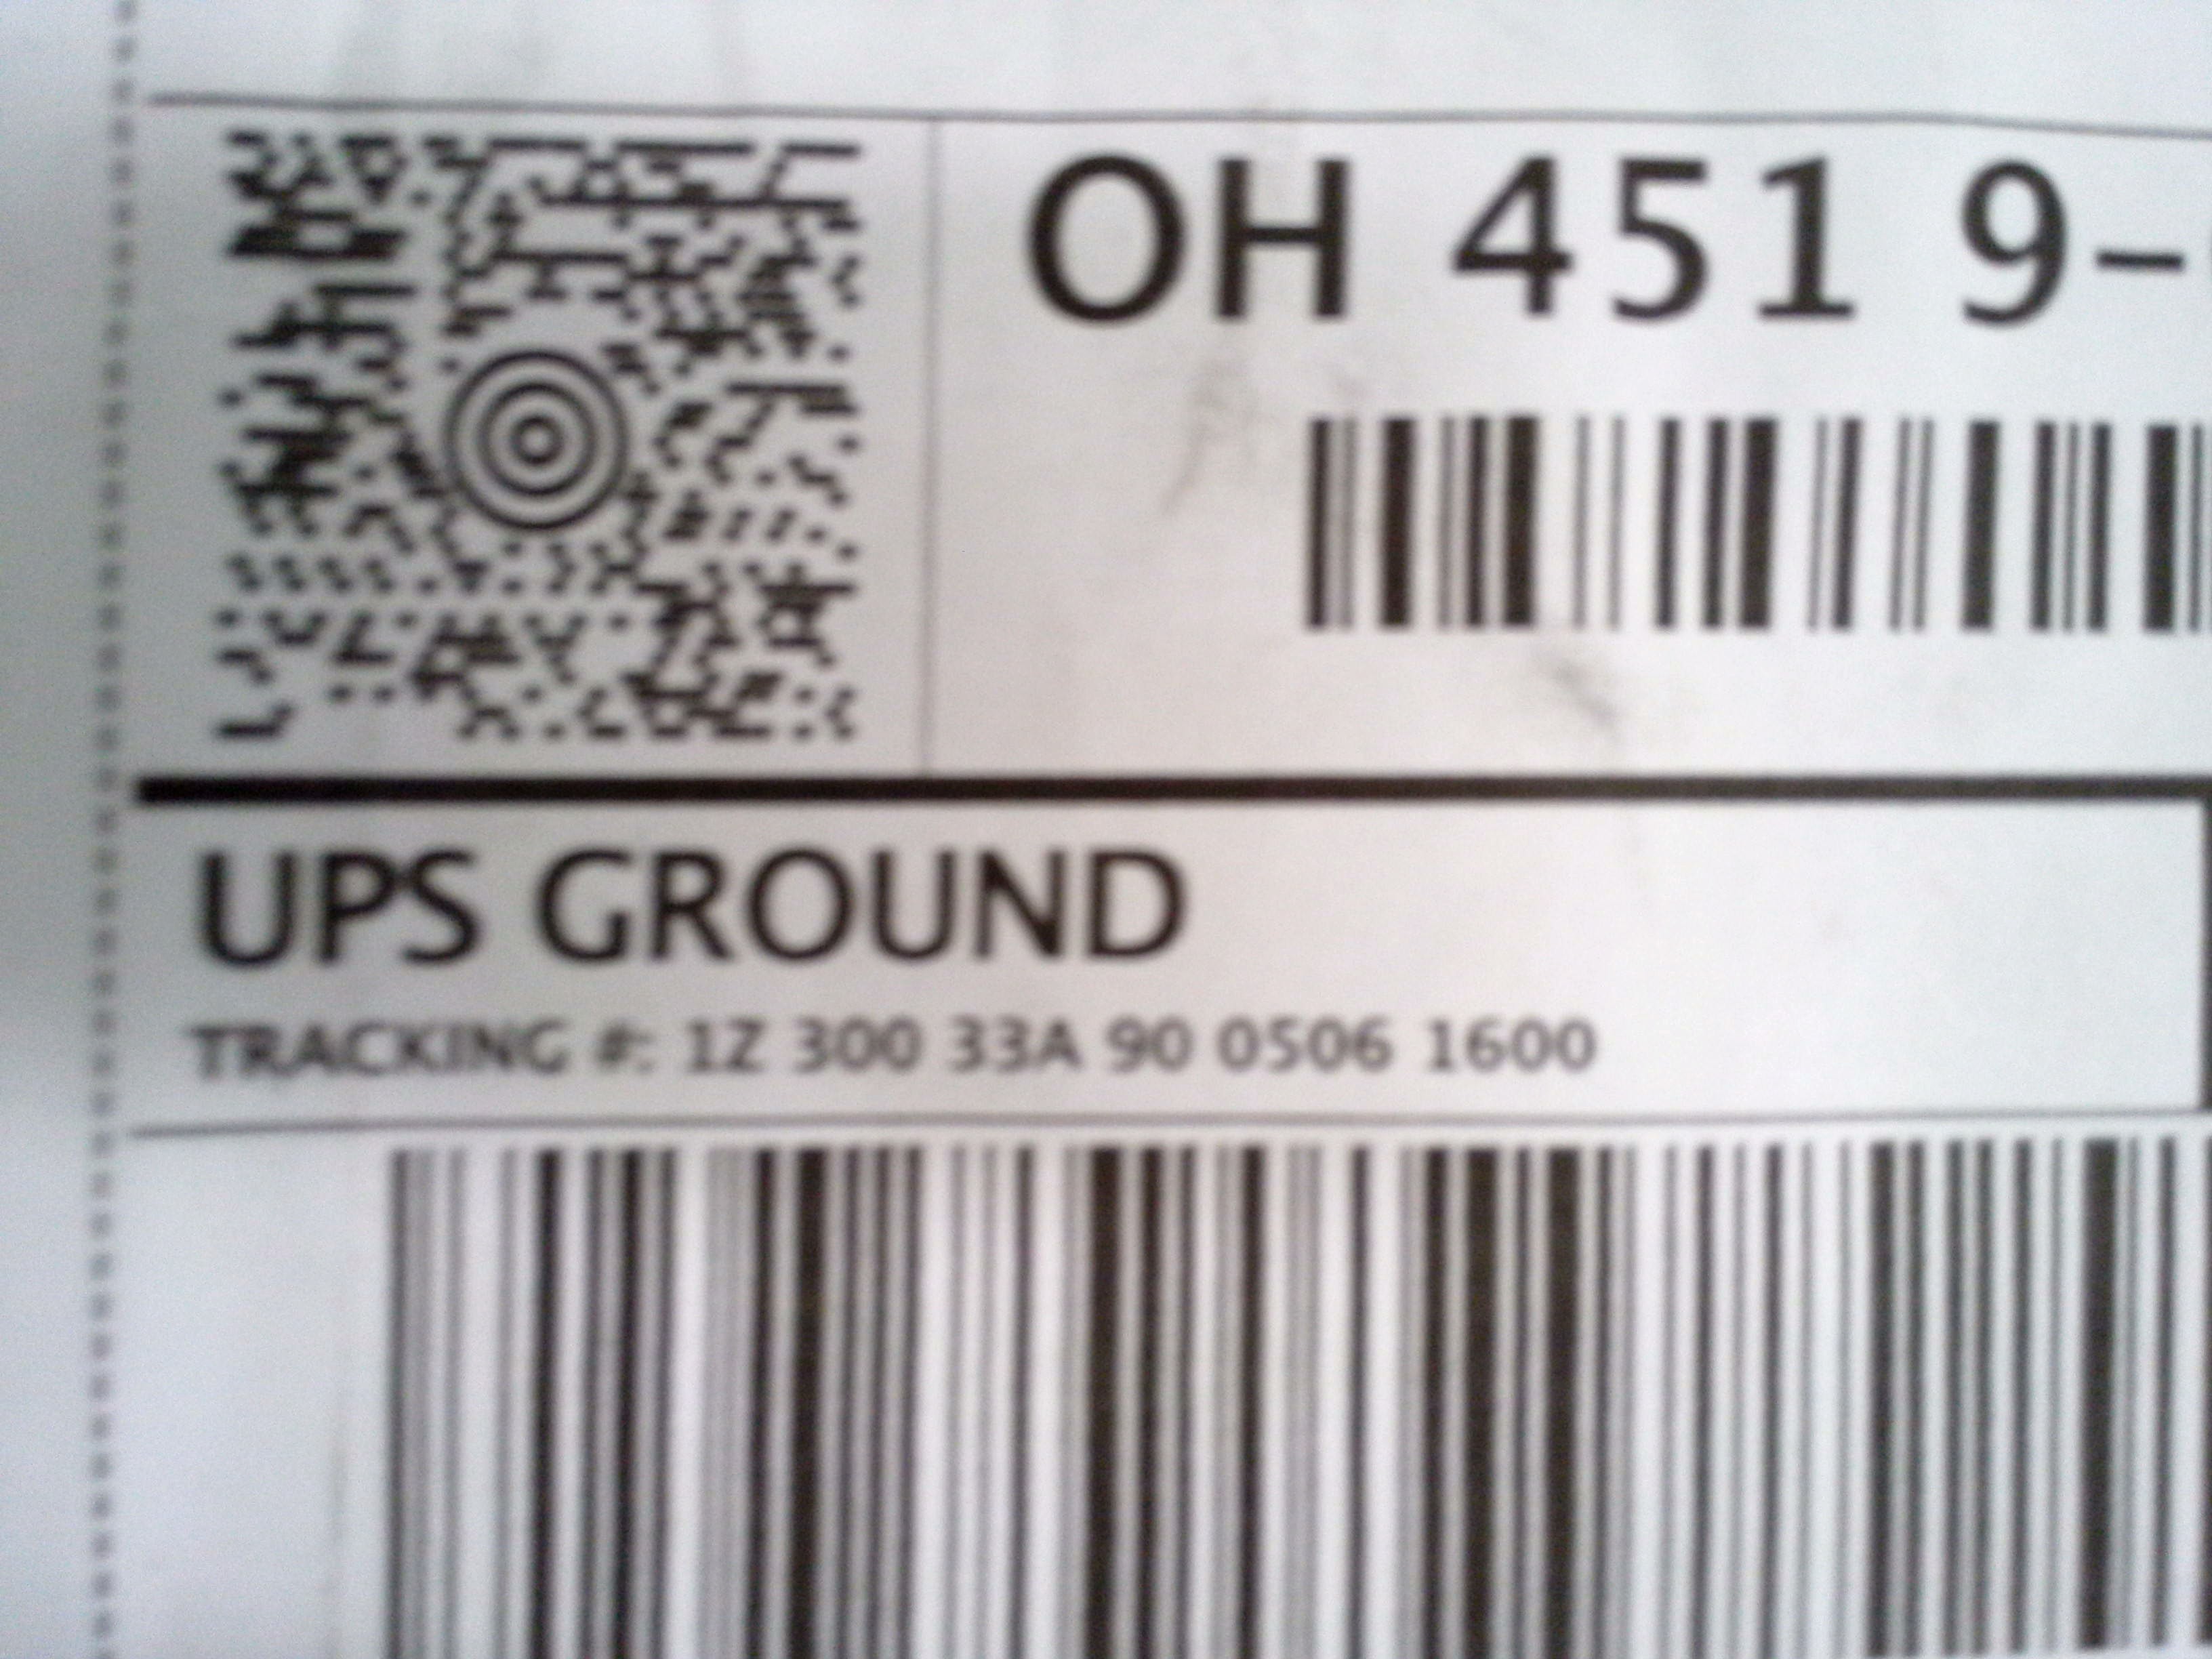 OH 451 9-
UPS GROUND
TRACKING #: 1Z 300 33A 90 0506 1600